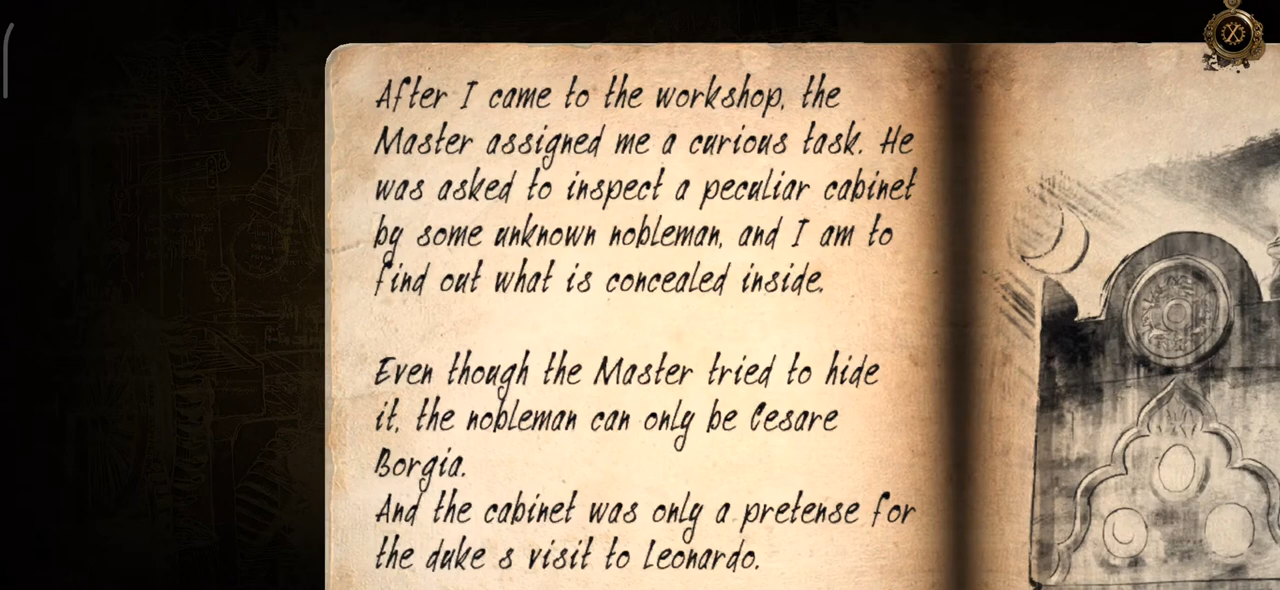 After I came to the workshop, the
Master assigned me a curious task. He
was asked to inspect a peculiar cabinet
by some unknown nobleman, and I am to
find out what is concealed inside.
Even though the Master tried to hide
it, the nobleman can only be Cesare
Borgia.
And the cabinet was only a pretense for
the duke s visit to Leonardo.